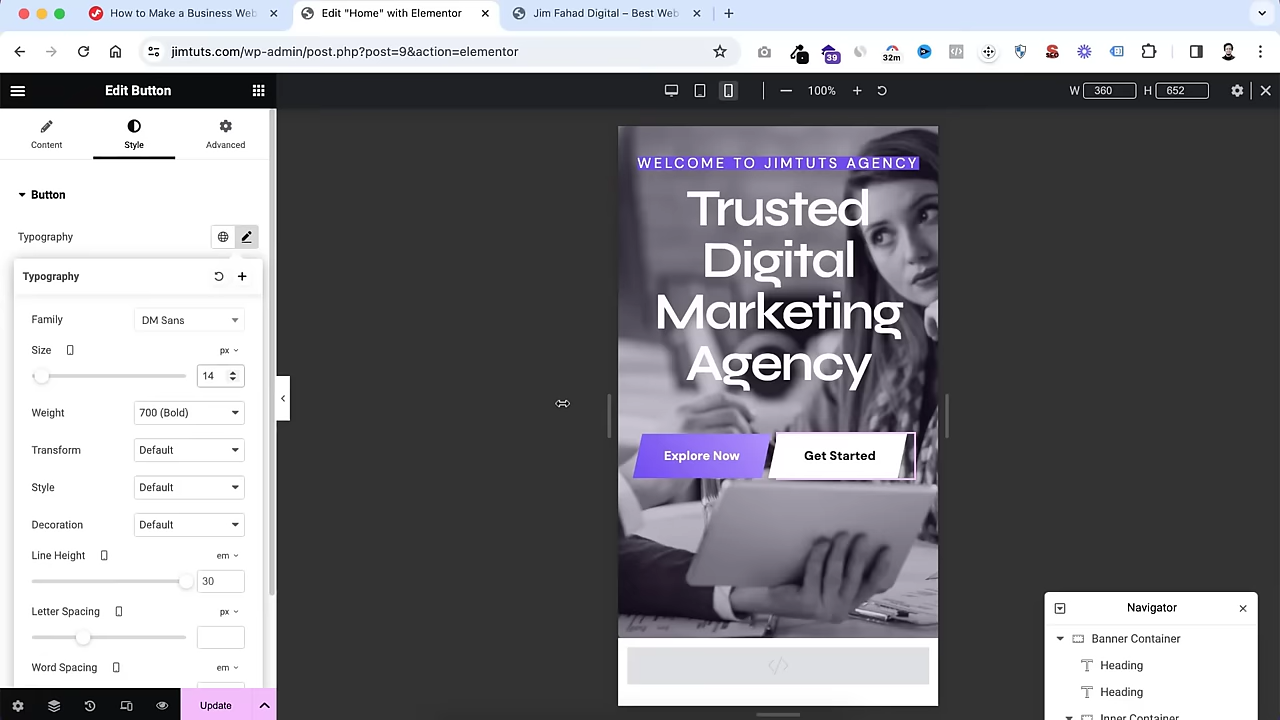 How to Make a Business Web
Edit "Home" with Elementor
Jim Fahad Digital – Best Web
jimtuts.com/wp-admin/post.php?post=9&action=elementor
39
32m
Edit Button
100%
W 360 H 652
Content
Style
Advanced
Button
Typography
Typography
Family DM Sans
Size px
14
Weight 700 (Bold)
Transform Default
Style Default
Decoration Default
Line Height em
30
Letter Spacing px
Word Spacing em
Update
WELCOME TO JIMTUTS AGENCY
Trusted
Digital
Marketing
Agency
Explore Now
Get Started
Navigator
Banner Container
Heading
Heading
Inner Container